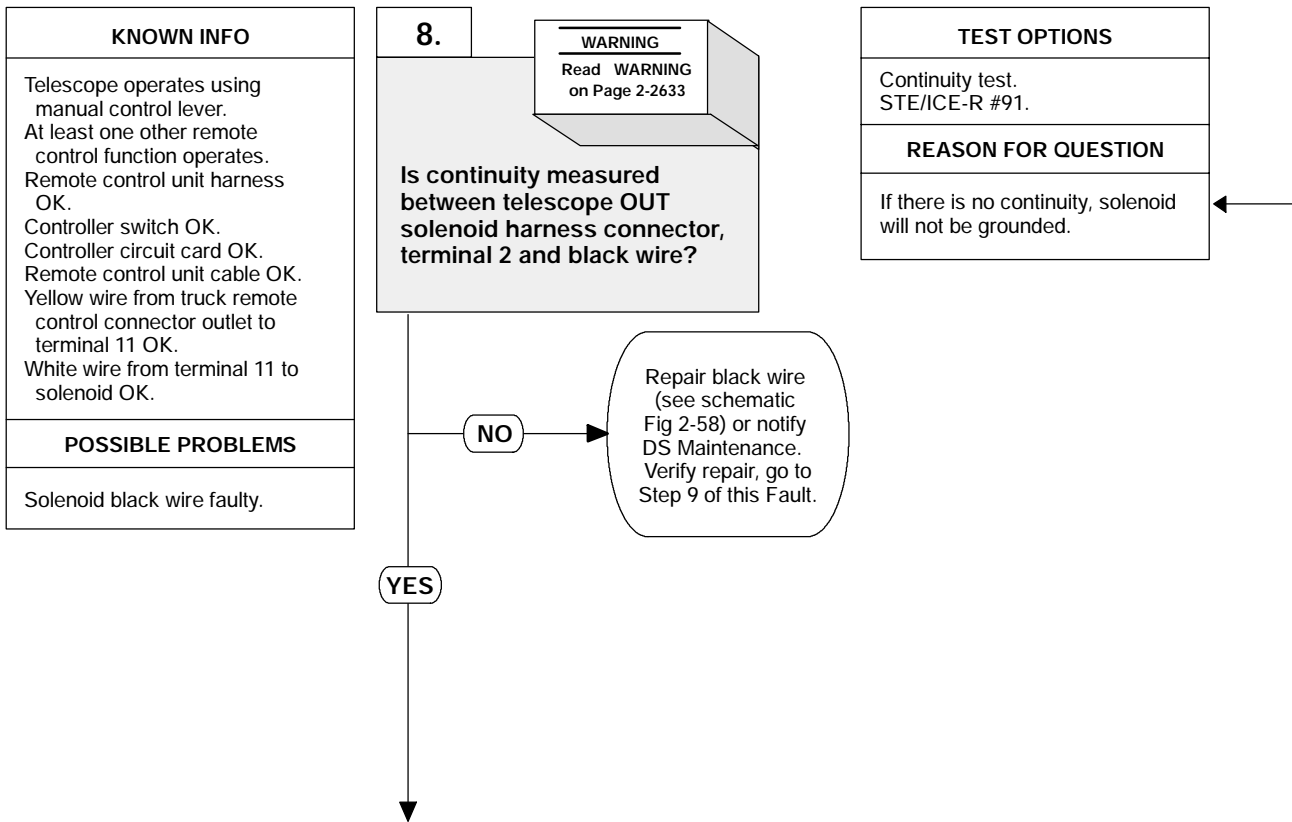 KNOWN INFO
Telescope operates using
manual control lever.
At least one other remote
control function operates.
Remote control unit harness
OK.
Controller switch OK.
Controller circuit card OK.
Remote control unit cable OK.
Yellow wire from truck remote
control connector outlet to
terminal 11 OK.
White wire from terminal 11 to
solenoid OK.
POSSIBLE PROBLEMS
Solenoid black wire faulty.
8.
WARNING
Read WARNING
on Page 2-2633
Is continuity measured
between telescope OUT
solenoid harness connector,
terminal 2 and black wire?
TEST OPTIONS
Continuity test.
STE/ICE-R #91.
REASON FOR QUESTION
If there is no continuity, solenoid
will not be grounded.
NO
Repair black wire
(see schematic
Fig 2-58) or notify
DS Maintenance.
Verify repair, go to
Step 9 of this Fault.
YES